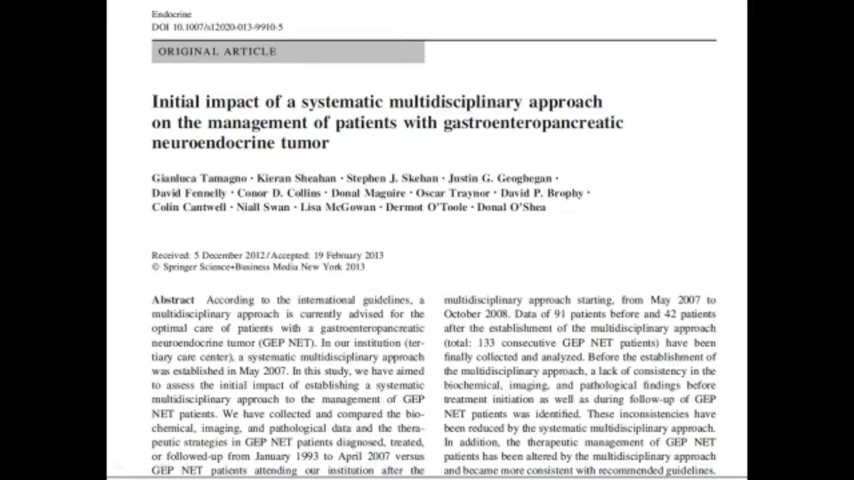 Endocrine
DOI 10.1007/s12020-013-9910-5
ORIGINAL ARTICLE
Initial impact of a systematic multidisciplinary approach
on the management of patients with gastroenteropancreatic
neuroendocrine tumor
Gianluca Tamagno · Kieran Sheahan · Stephen J. Skehan · Justin G. Geoghegan ·
David Fennelly · Conor D. Collins · Donal Maguire · Oscar Traynor · David P. Brophy ·
Colin Cantwell · Niall Swan · Lisa McGowan · Dermot O'Toole · Donal O'Shea
Received: 5 December 2012 / Accepted: 19 February 2013
© Springer Science+Business Media New York 2013
Abstract According to the international guidelines, a
multidisciplinary approach is currently advised for the
optimal care of patients with a gastroenteropancreatic
neuroendocrine tumor (GEP NET). In our institution (ter-
tiary care center), a systematic multidisciplinary approach
was established in May 2007. In this study, we have aimed
to assess the initial impact of establishing a systematic
multidisciplinary approach to the management of GEP
NET patients. We have collected and compared the bio-
chemical, imaging, and pathological data and the thera-
peutic strategies in GEP NET patients diagnosed, treated,
or followed-up from January 1993 to April 2007 versus
GEP NET patients attending our institution after the
multidisciplinary approach starting, from May 2007 to
October 2008. Data of 91 patients before and 42 patients
after the establishment of the multidisciplinary approach
(total: 133 consecutive GEP NET patients) have been
finally collected and analyzed. Before the establishment of
the multidisciplinary approach, a lack of consistency in the
biochemical, imaging, and pathological findings before
treatment initiation as well as during follow-up of GEP
NET patients was identified. These inconsistencies have
been reduced by the systematic multidisciplinary approach.
In addition, the therapeutic management of GEP NET
patients has been altered by the multidisciplinary approach
and became more consistent with recommended guidelines.